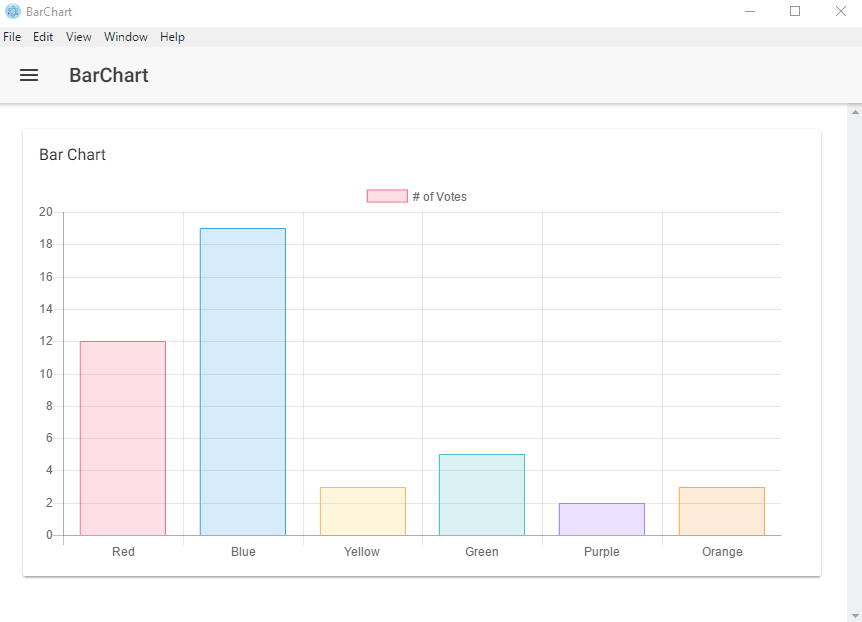 BarChart
File Edit View Window Help
BarChart
Bar Chart
# of Votes
20
18
16
14
12
10
8
6
4
2
0
Red Blue Yellow Green Purple Orange